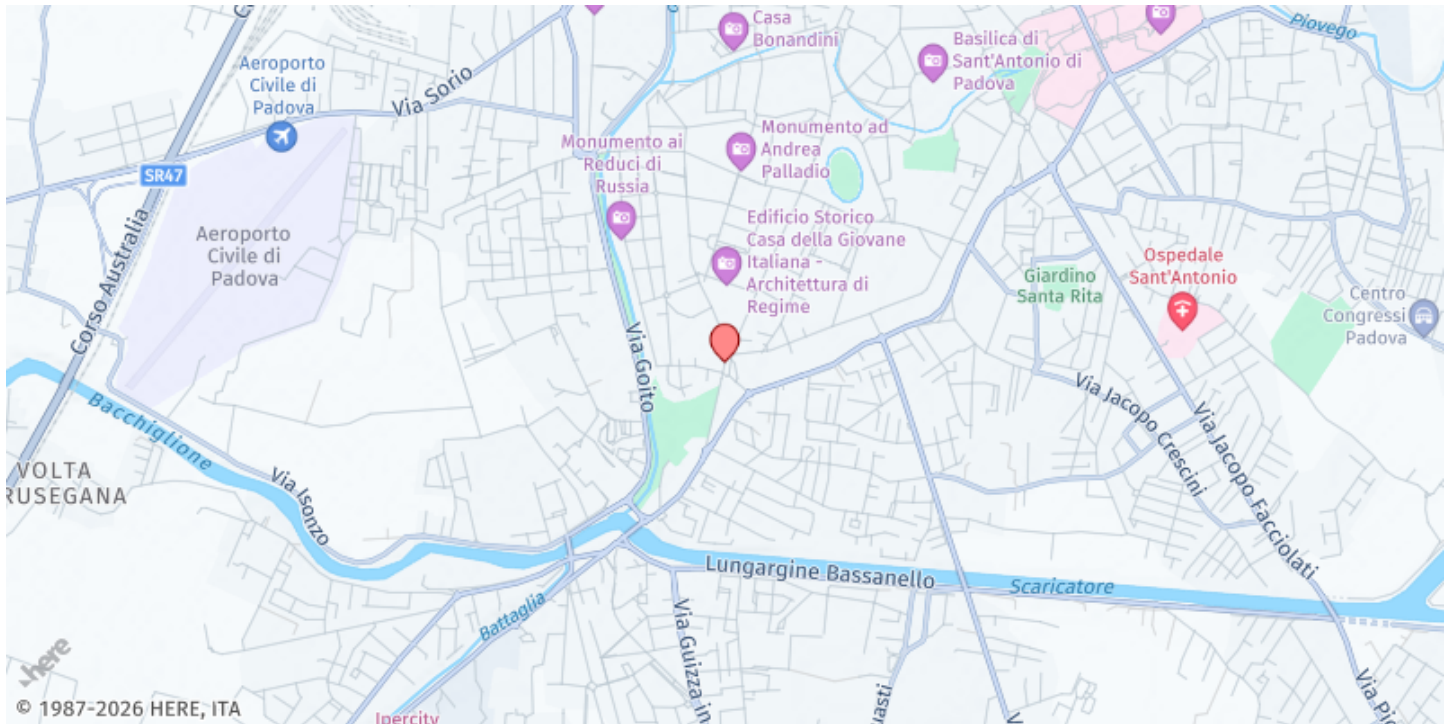 Casa
Bonandini
Basilica di
Sant'Antonio di
Padova
Piovego
Aeroporto
Civile di
Padova
Via Sorio
Monumento ai
Reduci di
Russia
Monumento ad
Andrea
Palladio
SR47
Corso Australia
Aeroporto
Civile di
Padova
Edificio Storico
Casa della Giovane
Italiana -
Architettura di
Regime
Giardino
Santa Rita
Ospedale
Sant'Antonio
Centro
Congressi
Padova
Via Goito
Bacchiglione
VOLTA
RUSEGANA
Via Isonzo
Via Jacopo Crescini
Via Jacopo Facciolati
Lungargine Bassanello
Scaricatore
Battaglia
Via Guizza in
here
© 1987-2026 HERE, ITA
Ipercity
Via Pi